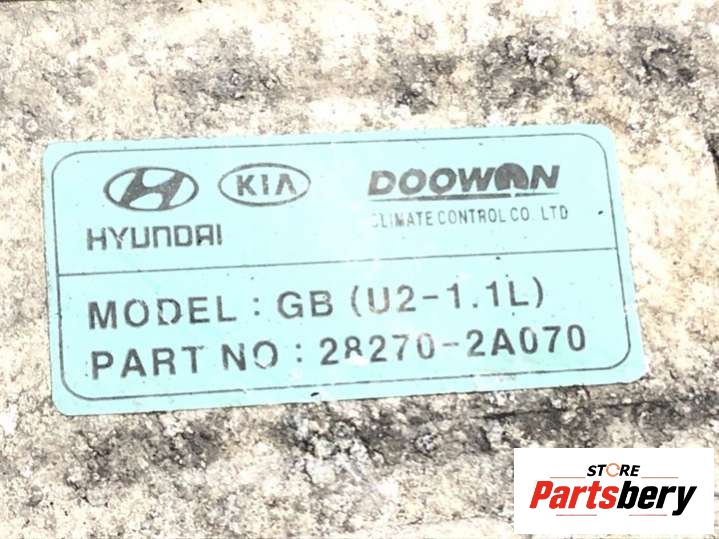 KIA DOOWON
CLIMATE CONTROL CO. LTD
HYUNDAI
MODEL : GB (U2-1.1L)
PART NO : 28270-2A070
STORE
Partsbery